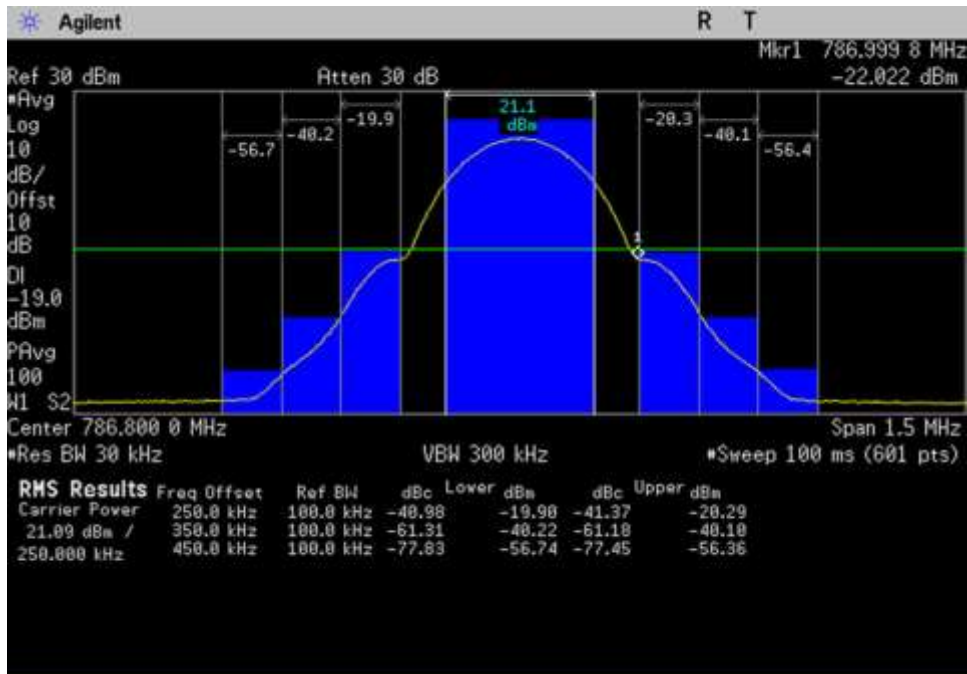 Agilent R T
Mkr1 786.999 8 MHz
Ref 30 dBm Atten 30 dB -22.022 dBm
#Avg
Log
10
dB/
Offst
10
dB
DI
-19.0
dBm
PAvg
100
W1 S2
-56.7
-40.2
-19.9
21.1
dBm
-20.3
-40.1
-56.4
1
Center 786.800 0 MHz Span 1.5 MHz
#Res BW 30 kHz VBW 300 kHz #Sweep 100 ms (601 pts)
RMS Results Freq Offset Ref BW dBc Lower dBm dBc Upper dBm
Carrier Power 250.0 kHz 100.0 kHz -40.98 -19.90 -41.37 -20.29
21.09 dBm / 350.0 kHz 100.0 kHz -61.31 -40.22 -61.18 -40.10
250.000 kHz 450.0 kHz 100.0 kHz -77.83 -56.74 -77.45 -56.36